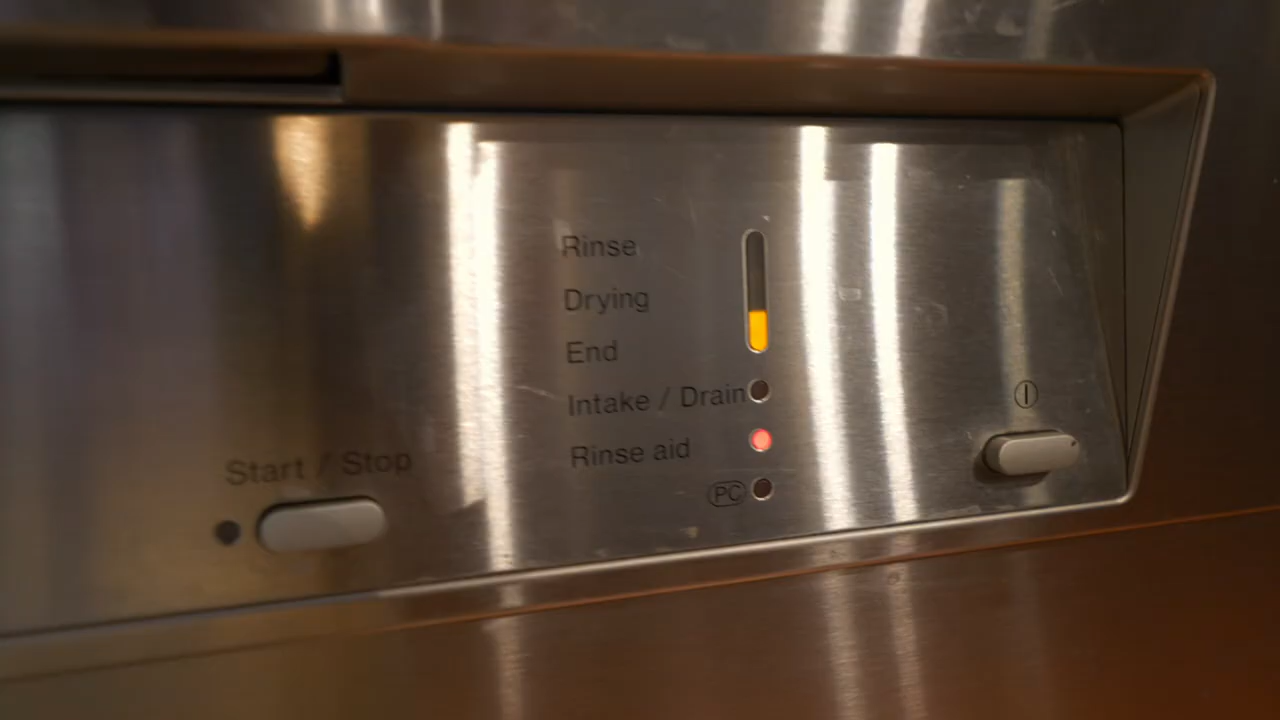 Rinse
Drying
End
Intake / Drain
Rinse aid
PC
Start / Stop